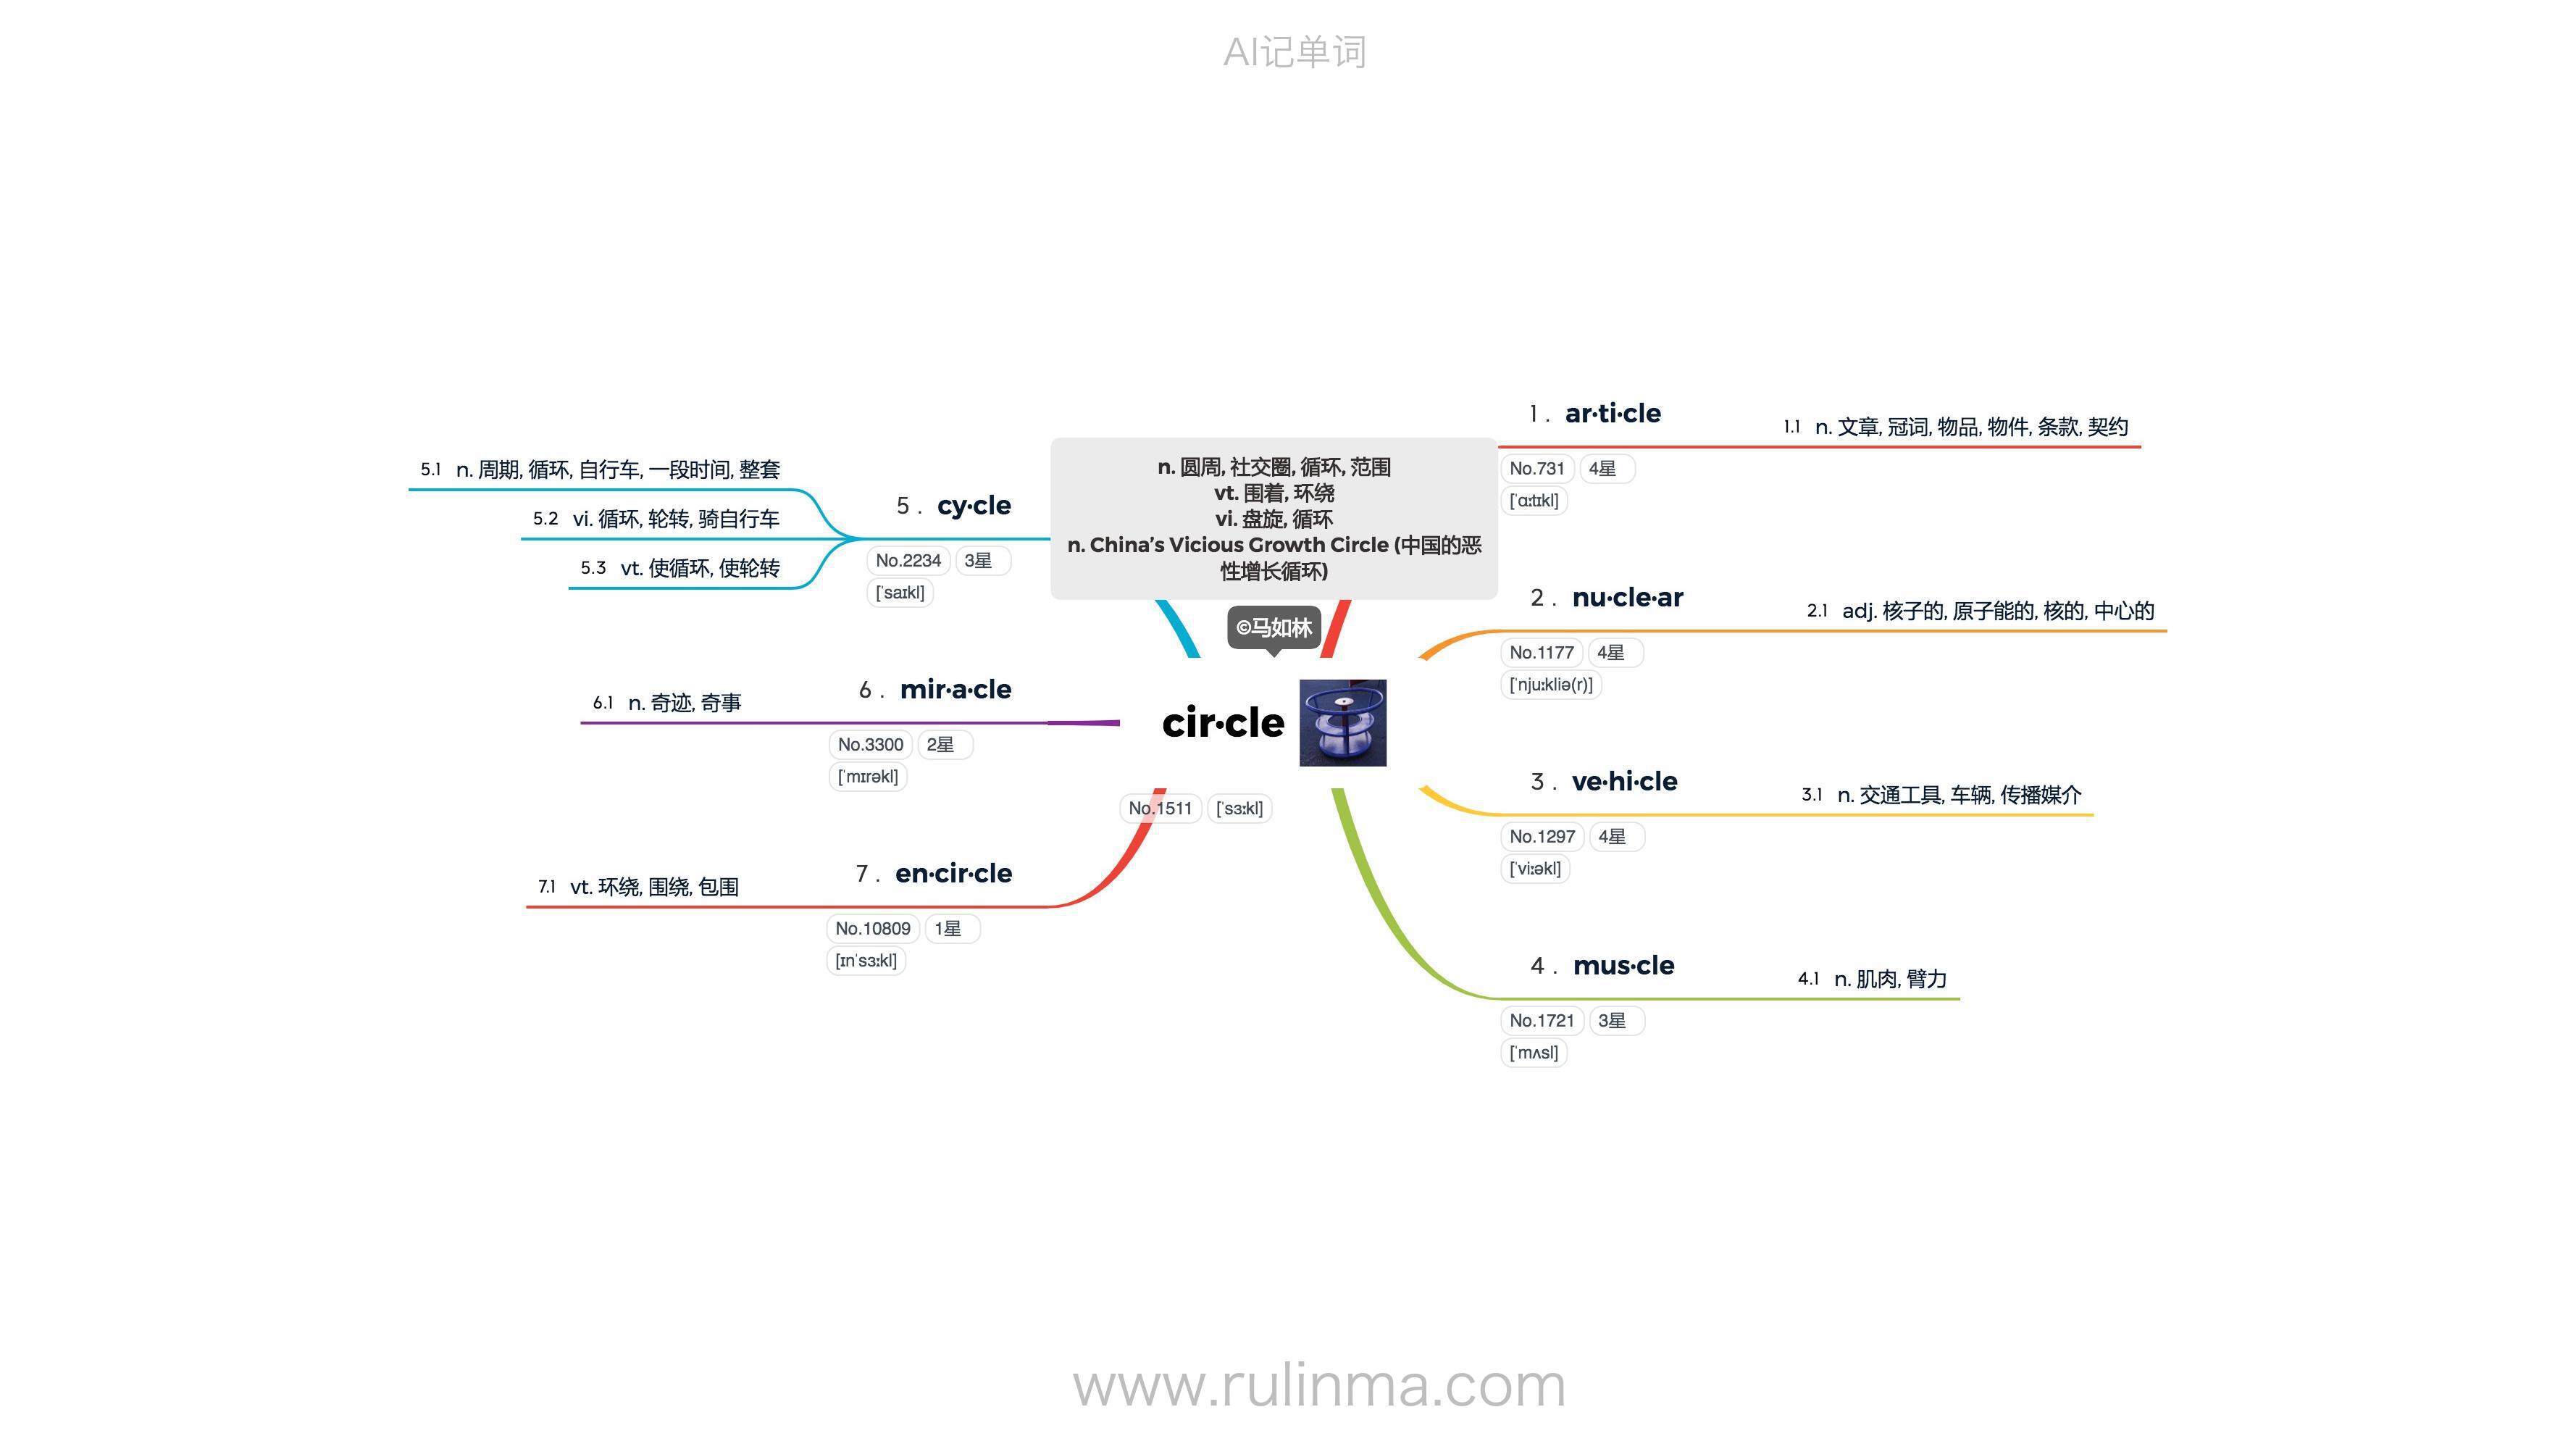 AI记单词
n. 圆周, 社交圈, 循环, 范围
vt. 围着, 环绕
vi. 盘旋, 循环
n. China’s Vicious Growth Circle (中国的恶
性增长循环)
©马如林
cir·cle
No.1511 [ˈsɜːkl]
1 . ar·ti·cle
1.1 n. 文章, 冠词, 物品, 物件, 条款, 契约
No.731 4星
[ˈɑːtɪkl]
2 . nu·cle·ar
2.1 adj. 核子的, 原子能的, 核的, 中心的
No.1177 4星
[ˈnjuːkliə(r)]
3 . ve·hi·cle
3.1 n. 交通工具, 车辆, 传播媒介
No.1297 4星
[ˈviːəkl]
4 . mus·cle
4.1 n. 肌肉, 臂力
No.1721 3星
[ˈmʌsl]
5 . cy·cle
5.1 n. 周期, 循环, 自行车, 一段时间, 整套
5.2 vi. 循环, 轮转, 骑自行车
5.3 vt. 使循环, 使轮转
No.2234 3星
[ˈsaɪkl]
6 . mir·a·cle
6.1 n. 奇迹, 奇事
No.3300 2星
[ˈmɪrəkl]
7 . en·cir·cle
7.1 vt. 环绕, 围绕, 包围
No.10809 1星
[ɪnˈsɜːkl]
www.rulinma.com